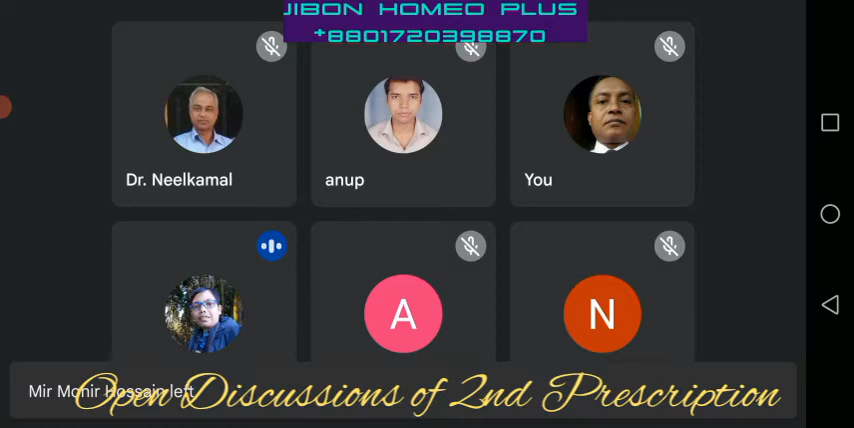 JIBON HOMEO PLUS
+8801720398870
Dr. Neelkamal
anup
You
A
N
Mir Monir Hossain left
Open Discussions of 2nd Prescription